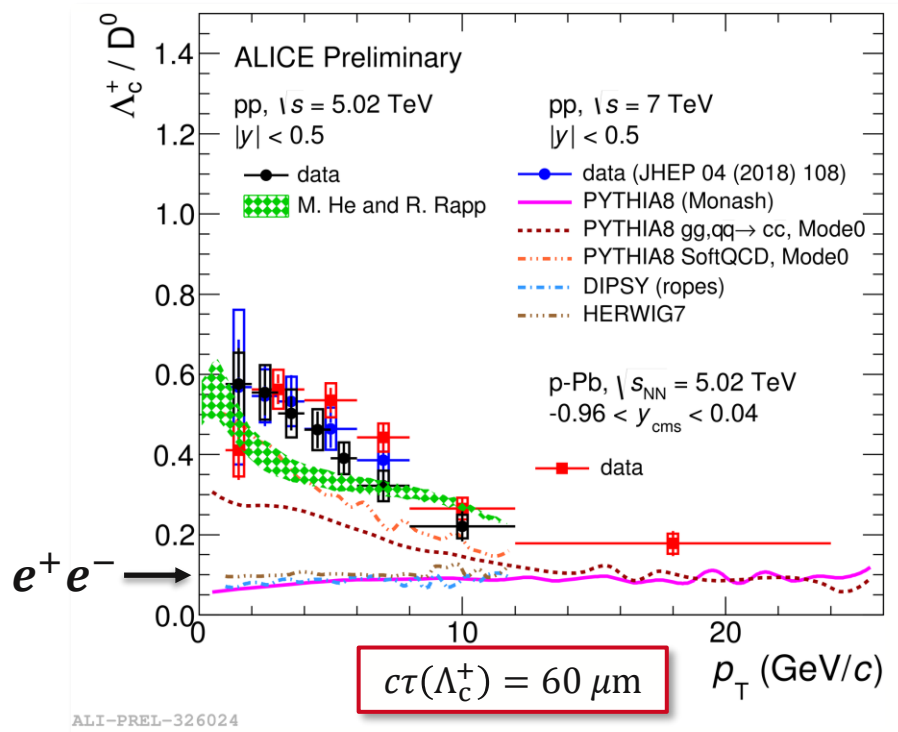 Λc+ / D0
1.4
1.2
1.0
0.8
0.6
0.4
0.2
0.0
ALICE Preliminary
pp, √s = 5.02 TeV
|y| < 0.5
data
M. He and R. Rapp
pp, √s = 7 TeV
|y| < 0.5
data (JHEP 04 (2018) 108)
PYTHIA8 (Monash)
PYTHIA8 gg,qq̄→ cc̄, Mode0
PYTHIA8 SoftQCD, Mode0
DIPSY (ropes)
HERWIG7
p-Pb, √sNN = 5.02 TeV
-0.96 < ycms < 0.04
data
e+e−
0 10 20
pT (GeV/c)
cτ(Λc+) = 60 μm
ALI-PREL-326024